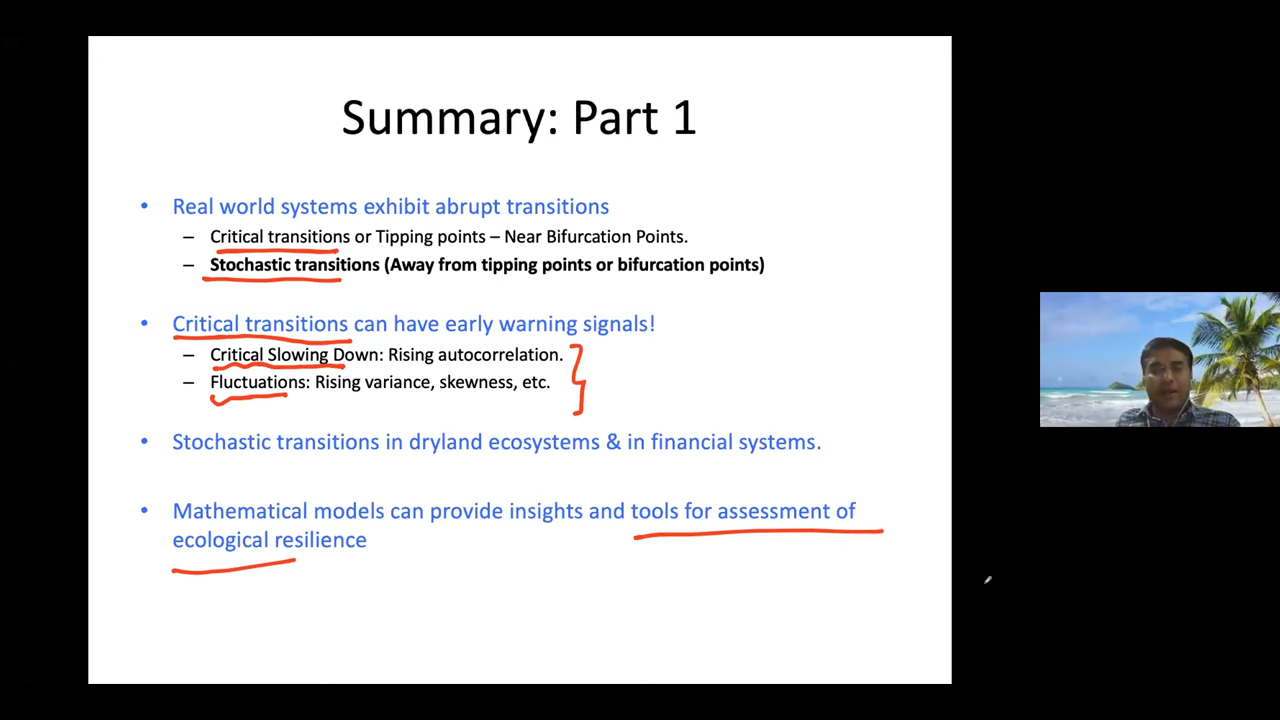 Summary: Part 1
• Real world systems exhibit abrupt transitions
– Critical transitions or Tipping points – Near Bifurcation Points.
– Stochastic transitions (Away from tipping points or bifurcation points)
• Critical transitions can have early warning signals!
– Critical Slowing Down: Rising autocorrelation.
– Fluctuations: Rising variance, skewness, etc.
• Stochastic transitions in dryland ecosystems & in financial systems.
• Mathematical models can provide insights and tools for assessment of
ecological resilience